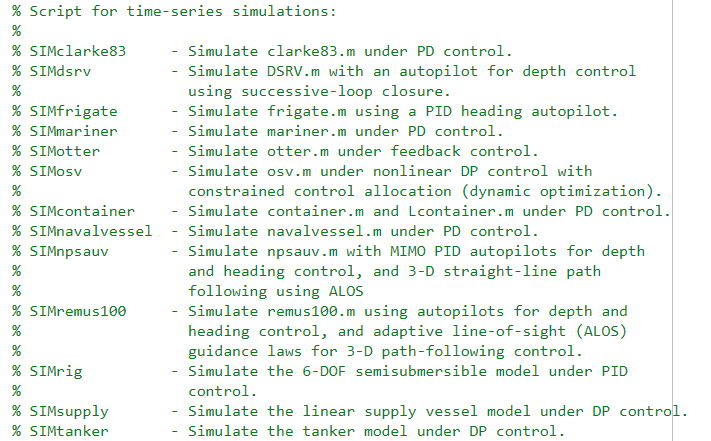 % Script for time-series simulations:
%
% SIMclarke83     - Simulate clarke83.m under PD control.
% SIMdsrv         - Simulate DSRV.m with an autopilot for depth control
%                   using successive-loop closure.
% SIMfrigate      - Simulate frigate.m using a PID heading autopilot.
% SIMmariner      - Simulate mariner.m under PD control.
% SIMotter        - Simulate otter.m under feedback control.
% SIMosv          - Simulate osv.m under nonlinear DP control with
%                   constrained control allocation (dynamic optimization).
% SIMcontainer    - Simulate container.m and Lcontainer.m under PD control.
% SIMnavalvessel  - Simulate navalvessel.m under PD control.
% SIMnpsauv       - Simulate npsauv.m with MIMO PID autopilots for depth
%                   and heading control, and 3-D straight-line path
%                   following using ALOS
% SIMremus100     - Simulate remus100.m using autopilots for depth and
%                   heading control, and adaptive line-of-sight (ALOS)
%                   guidance laws for 3-D path-following control.
% SIMrig          - Simulate the 6-DOF semisubmersible model under PID
%                   control.
% SIMsupply       - Simulate the linear supply vessel model under DP control.
% SIMtanker       - Simulate the tanker model under DP control.